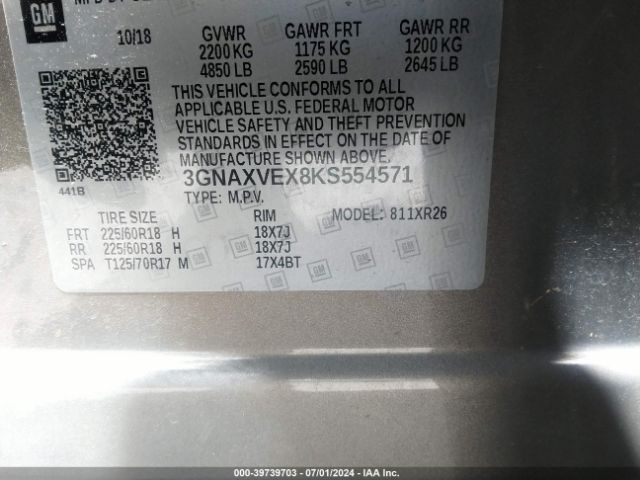 GM
10/18 GVWR GAWR FRT GAWR RR
2200 KG 1175 KG 1200 KG
4850 LB 2590 LB 2645 LB
THIS VEHICLE CONFORMS TO ALL
APPLICABLE U.S. FEDERAL MOTOR
VEHICLE SAFETY AND THEFT PREVENTION
STANDARDS IN EFFECT ON THE DATE OF
MANUFACTURE SHOWN ABOVE.
441B 3GNAXVEX8KS554571
TYPE: M.P.V.
TIRE SIZE RIM MODEL: 811XR26
FRT 225/60R18 H 18X7J
RR 225/60R18 H 18X7J
SPA T125/70R17 M 17X4BT
000-39739703 - 07/01/2024 - IAA Inc.